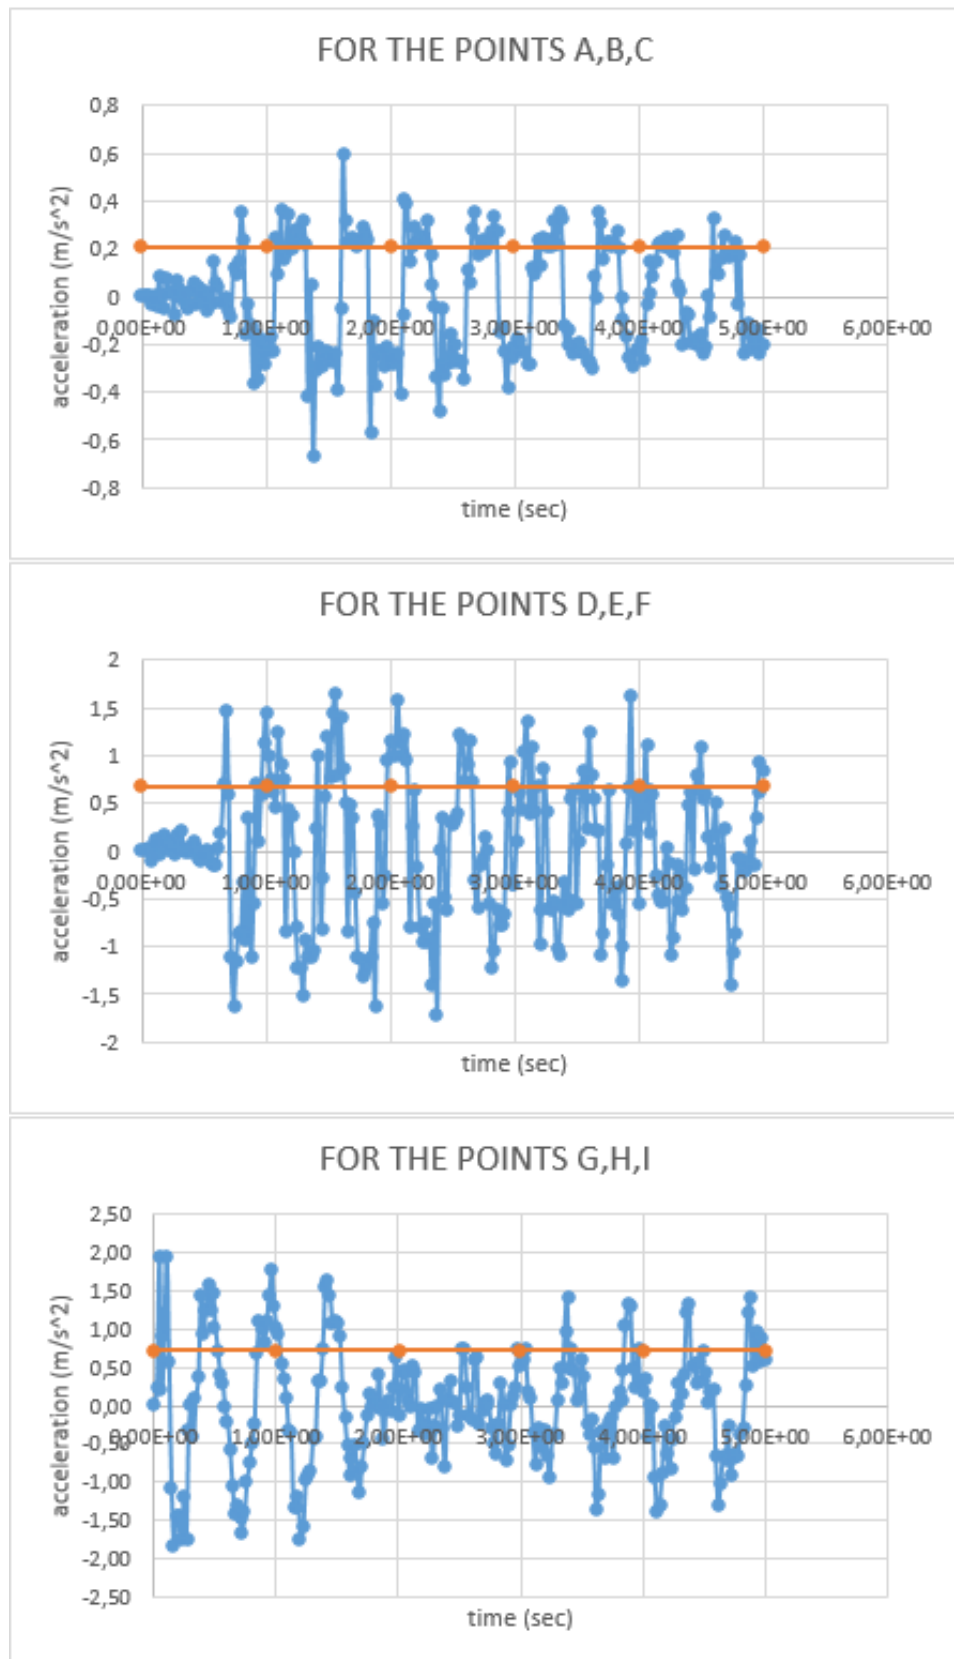 FOR THE POINTS A,B,C
acceleration (m/s^2)
0,8
0,6
0,4
0,2
0
-0,2
-0,4
-0,6
-0,8
0,00E+00 1,00E+00 2,00E+00 3,00E+00 4,00E+00 5,00E+00 6,00E+00
time (sec)
FOR THE POINTS D,E,F
acceleration (m/s^2)
2
1,5
1
0,5
0
-0,5
-1
-1,5
-2
0,00E+00 1,00E+00 2,00E+00 3,00E+00 4,00E+00 5,00E+00 6,00E+00
time (sec)
FOR THE POINTS G,H,I
acceleration (m/s^2)
2,50
2,00
1,50
1,00
0,50
0,00
-0,50
-1,00
-1,50
-2,00
-2,50
0,00E+00 1,00E+00 2,00E+00 3,00E+00 4,00E+00 5,00E+00 6,00E+00
time (sec)